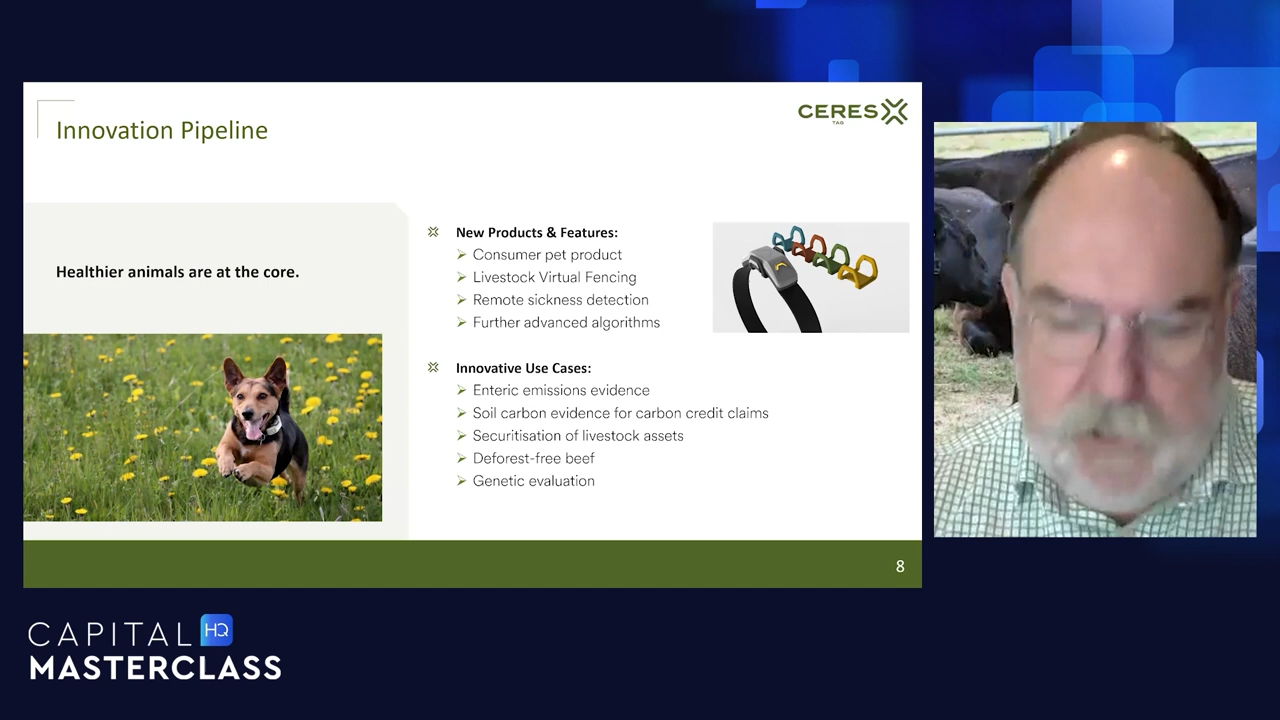 Innovation Pipeline
CERES
TAG
Healthier animals are at the core.
New Products & Features:
Consumer pet product
Livestock Virtual Fencing
Remote sickness detection
Further advanced algorithms
Innovative Use Cases:
Enteric emissions evidence
Soil carbon evidence for carbon credit claims
Securitisation of livestock assets
Deforest-free beef
Genetic evaluation
8
CAPITAL HQ
MASTERCLASS